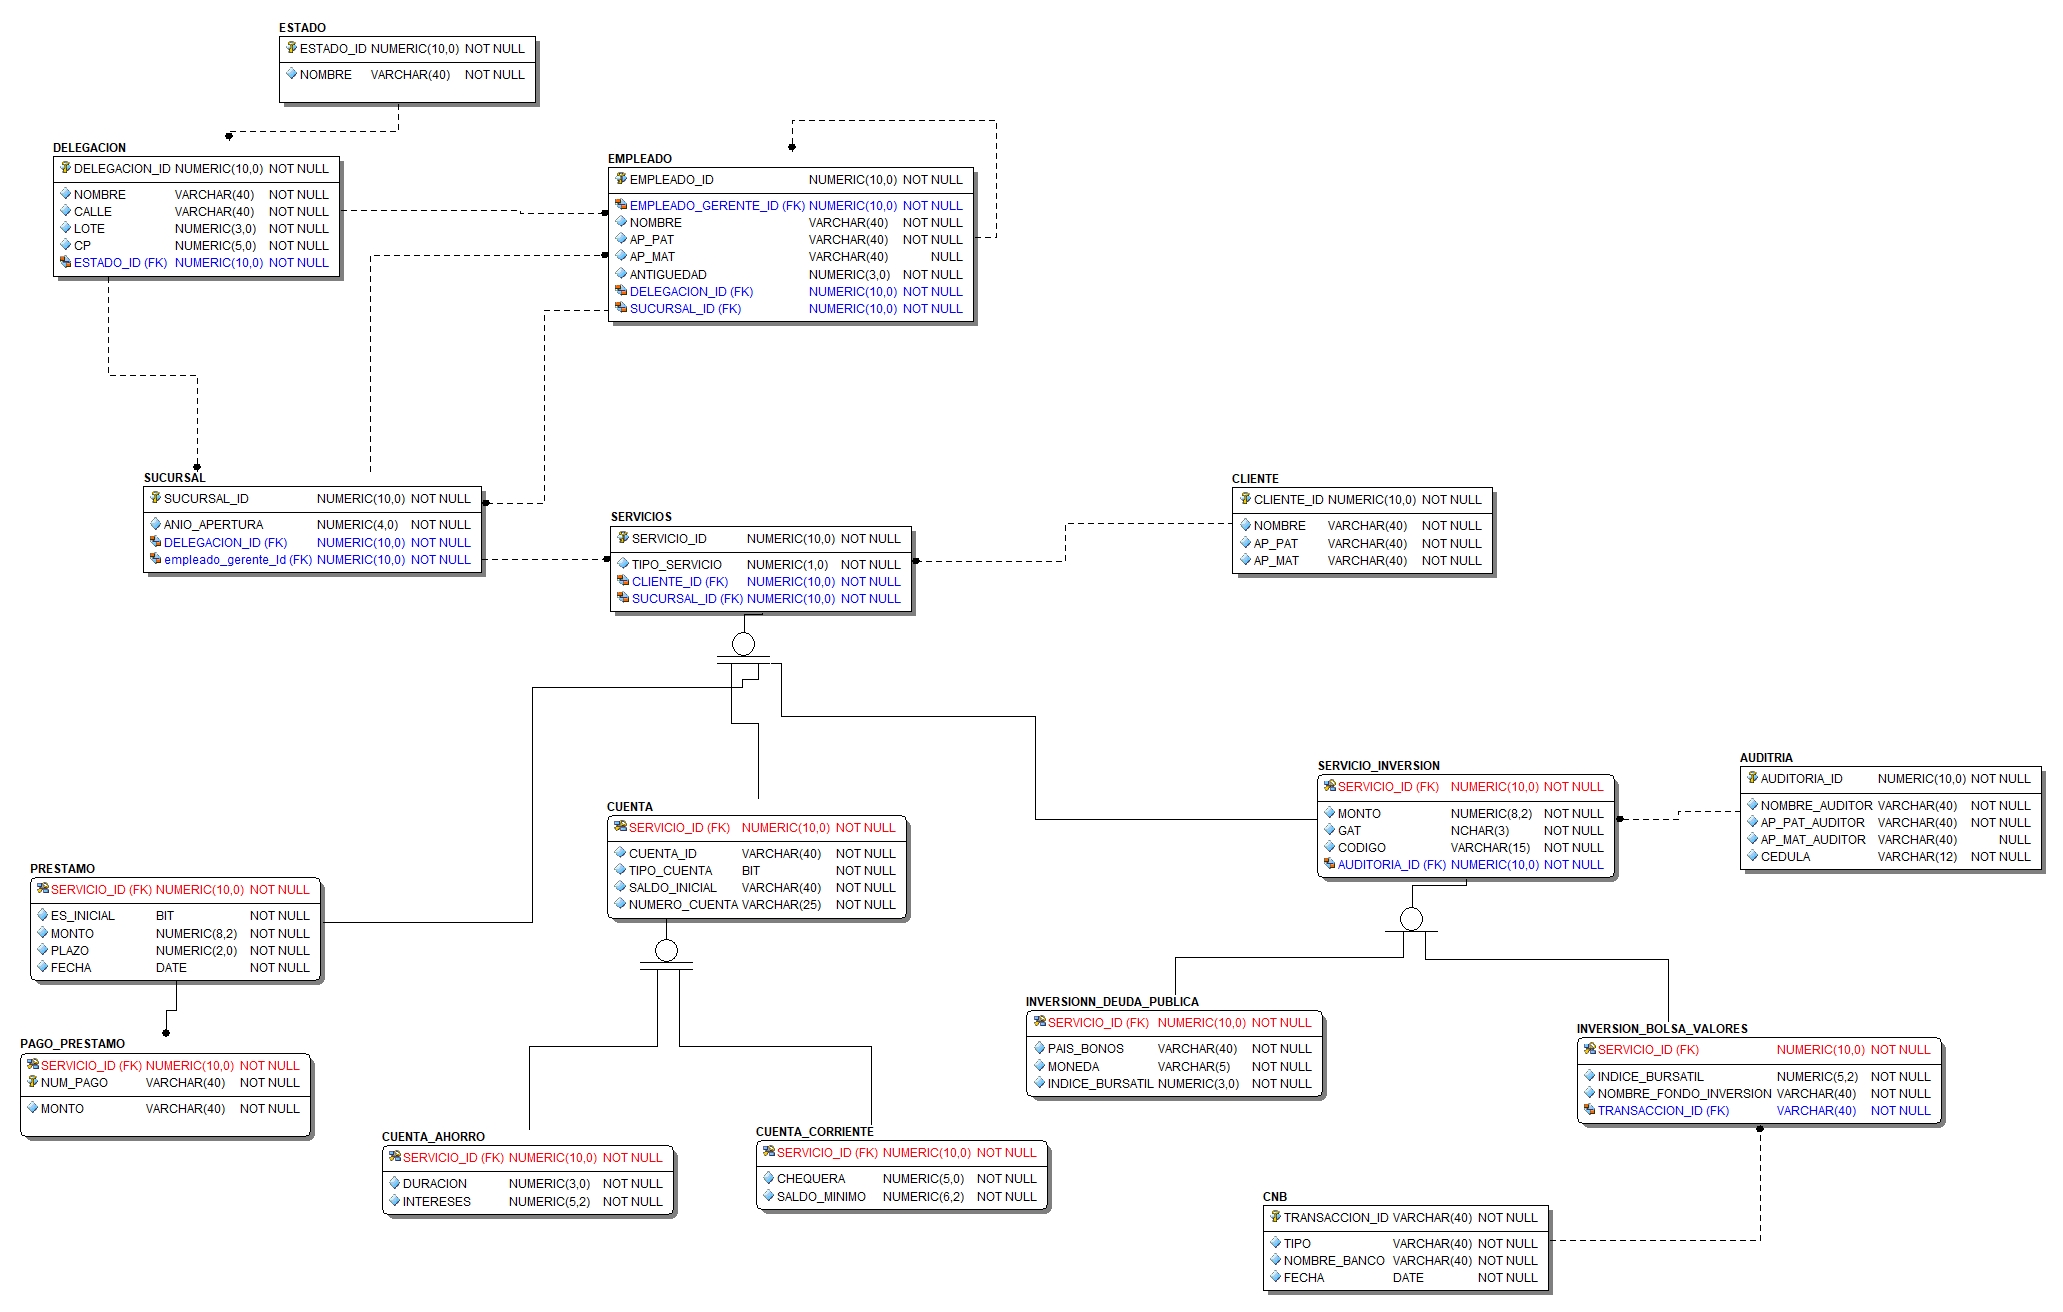 ESTADO
ESTADO_ID NUMERIC(10,0) NOT NULL
NOMBRE VARCHAR(40) NOT NULL
DELEGACION
DELEGACION_ID NUMERIC(10,0) NOT NULL
NOMBRE VARCHAR(40) NOT NULL
CALLE VARCHAR(40) NOT NULL
LOTE NUMERIC(3,0) NOT NULL
CP NUMERIC(5,0) NOT NULL
ESTADO_ID (FK) NUMERIC(10,0) NOT NULL
EMPLEADO
EMPLEADO_ID NUMERIC(10,0) NOT NULL
EMPLEADO_GERENTE_ID (FK) NUMERIC(10,0) NOT NULL
NOMBRE VARCHAR(40) NOT NULL
AP_PAT VARCHAR(40) NOT NULL
AP_MAT VARCHAR(40) NULL
ANTIGUEDAD NUMERIC(3,0) NOT NULL
DELEGACION_ID (FK) NUMERIC(10,0) NOT NULL
SUCURSAL_ID (FK) NUMERIC(10,0) NOT NULL
SUCURSAL
SUCURSAL_ID NUMERIC(10,0) NOT NULL
ANIO_APERTURA NUMERIC(4,0) NOT NULL
DELEGACION_ID (FK) NUMERIC(10,0) NOT NULL
empleado_gerente_Id (FK) NUMERIC(10,0) NOT NULL
SERVICIOS
SERVICIO_ID NUMERIC(10,0) NOT NULL
TIPO_SERVICIO NUMERIC(1,0) NOT NULL
CLIENTE_ID (FK) NUMERIC(10,0) NOT NULL
SUCURSAL_ID (FK) NUMERIC(10,0) NOT NULL
CLIENTE
CLIENTE_ID NUMERIC(10,0) NOT NULL
NOMBRE VARCHAR(40) NOT NULL
AP_PAT VARCHAR(40) NOT NULL
AP_MAT VARCHAR(40) NOT NULL
SERVICIO_INVERSION
SERVICIO_ID (FK) NUMERIC(10,0) NOT NULL
MONTO NUMERIC(8,2) NOT NULL
GAT NCHAR(3) NOT NULL
CODIGO VARCHAR(15) NOT NULL
AUDITORIA_ID (FK) NUMERIC(10,0) NOT NULL
AUDITRIA
AUDITORIA_ID NUMERIC(10,0) NOT NULL
NOMBRE_AUDITOR VARCHAR(40) NOT NULL
AP_PAT_AUDITOR VARCHAR(40) NOT NULL
AP_MAT_AUDITOR VARCHAR(40) NULL
CEDULA VARCHAR(12) NOT NULL
CUENTA
SERVICIO_ID (FK) NUMERIC(10,0) NOT NULL
CUENTA_ID VARCHAR(40) NOT NULL
TIPO_CUENTA BIT NOT NULL
SALDO_INICIAL VARCHAR(40) NOT NULL
NUMERO_CUENTA VARCHAR(25) NOT NULL
PRESTAMO
SERVICIO_ID (FK) NUMERIC(10,0) NOT NULL
ES_INICIAL BIT NOT NULL
MONTO NUMERIC(8,2) NOT NULL
PLAZO NUMERIC(2,0) NOT NULL
FECHA DATE NOT NULL
PAGO_PRESTAMO
SERVICIO_ID (FK) NUMERIC(10,0) NOT NULL
NUM_PAGO VARCHAR(40) NOT NULL
MONTO VARCHAR(40) NOT NULL
INVERSIONN_DEUDA_PUBLICA
SERVICIO_ID (FK) NUMERIC(10,0) NOT NULL
PAIS_BONOS VARCHAR(40) NOT NULL
MONEDA VARCHAR(5) NOT NULL
INDICE_BURSATIL NUMERIC(3,0) NOT NULL
INVERSION_BOLSA_VALORES
SERVICIO_ID (FK) NUMERIC(10,0) NOT NULL
INDICE_BURSATIL NUMERIC(5,2) NOT NULL
NOMBRE_FONDO_INVERSION VARCHAR(40) NOT NULL
TRANSACCION_ID (FK) VARCHAR(40) NOT NULL
CUENTA_AHORRO
SERVICIO_ID (FK) NUMERIC(10,0) NOT NULL
DURACION NUMERIC(3,0) NOT NULL
INTERESES NUMERIC(5,2) NOT NULL
CUENTA_CORRIENTE
SERVICIO_ID (FK) NUMERIC(10,0) NOT NULL
CHEQUERA NUMERIC(5,0) NOT NULL
SALDO_MINIMO NUMERIC(6,2) NOT NULL
CNB
TRANSACCION_ID VARCHAR(40) NOT NULL
TIPO VARCHAR(40) NOT NULL
NOMBRE_BANCO VARCHAR(40) NOT NULL
FECHA DATE NOT NULL